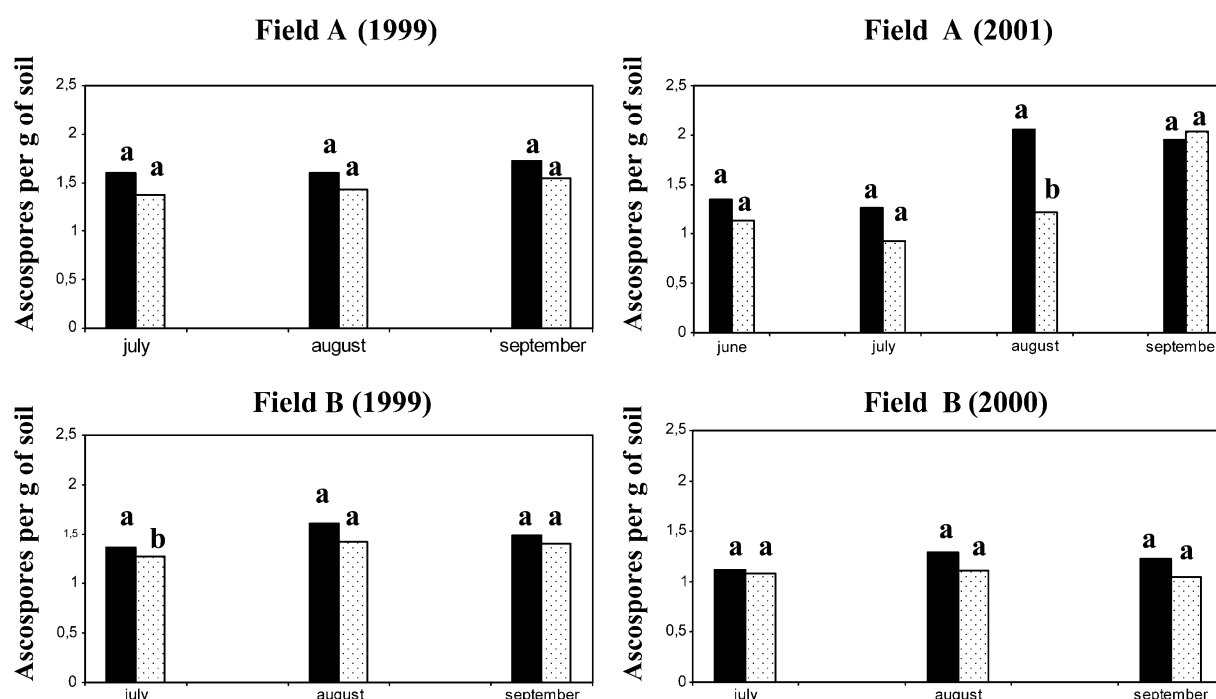 Field A (1999)
Ascospores per g of soil
2,5
2
1,5
1
0,5
0
a a
a a
a a
july august september
Field A (2001)
Ascospores per g of soil
2,5
2
1,5
1
0,5
0
a a
a a
a b
a a
june july august september
Field B (1999)
Ascospores per g of soil
2,5
2
1,5
1
0,5
0
a b
a a
a a
july august september
Field B (2000)
Ascospores per g of soil
2,5
2
1,5
1
0,5
0
a a
a a
a a
july august september